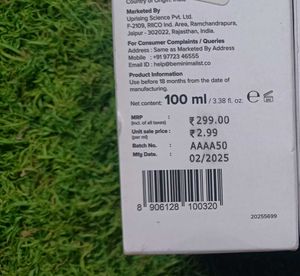 Country of Origin: India
Marketed By
Uprising Science Pvt. Ltd.
F-2109, RIICO Ind. Area, Ramchandrapura,
Jaipur - 302022, Rajasthan, India.
For Consumer Complaints / Queries
Address : Same as Marketed By Address
Mobile : +91 97723 46555
Email ID : help@beminimalist.co
Product Information
Use before 18 months from the date of
manufacturing.
Net content: 100 ml / 3.38 fl. oz. e
MRP ₹299.00
(Incl. of all taxes)
Unit sale price : ₹2.99
(per ml)
Batch No. : AAAA50
Mfg Date. 02/2025
8 906128 100320
20255699